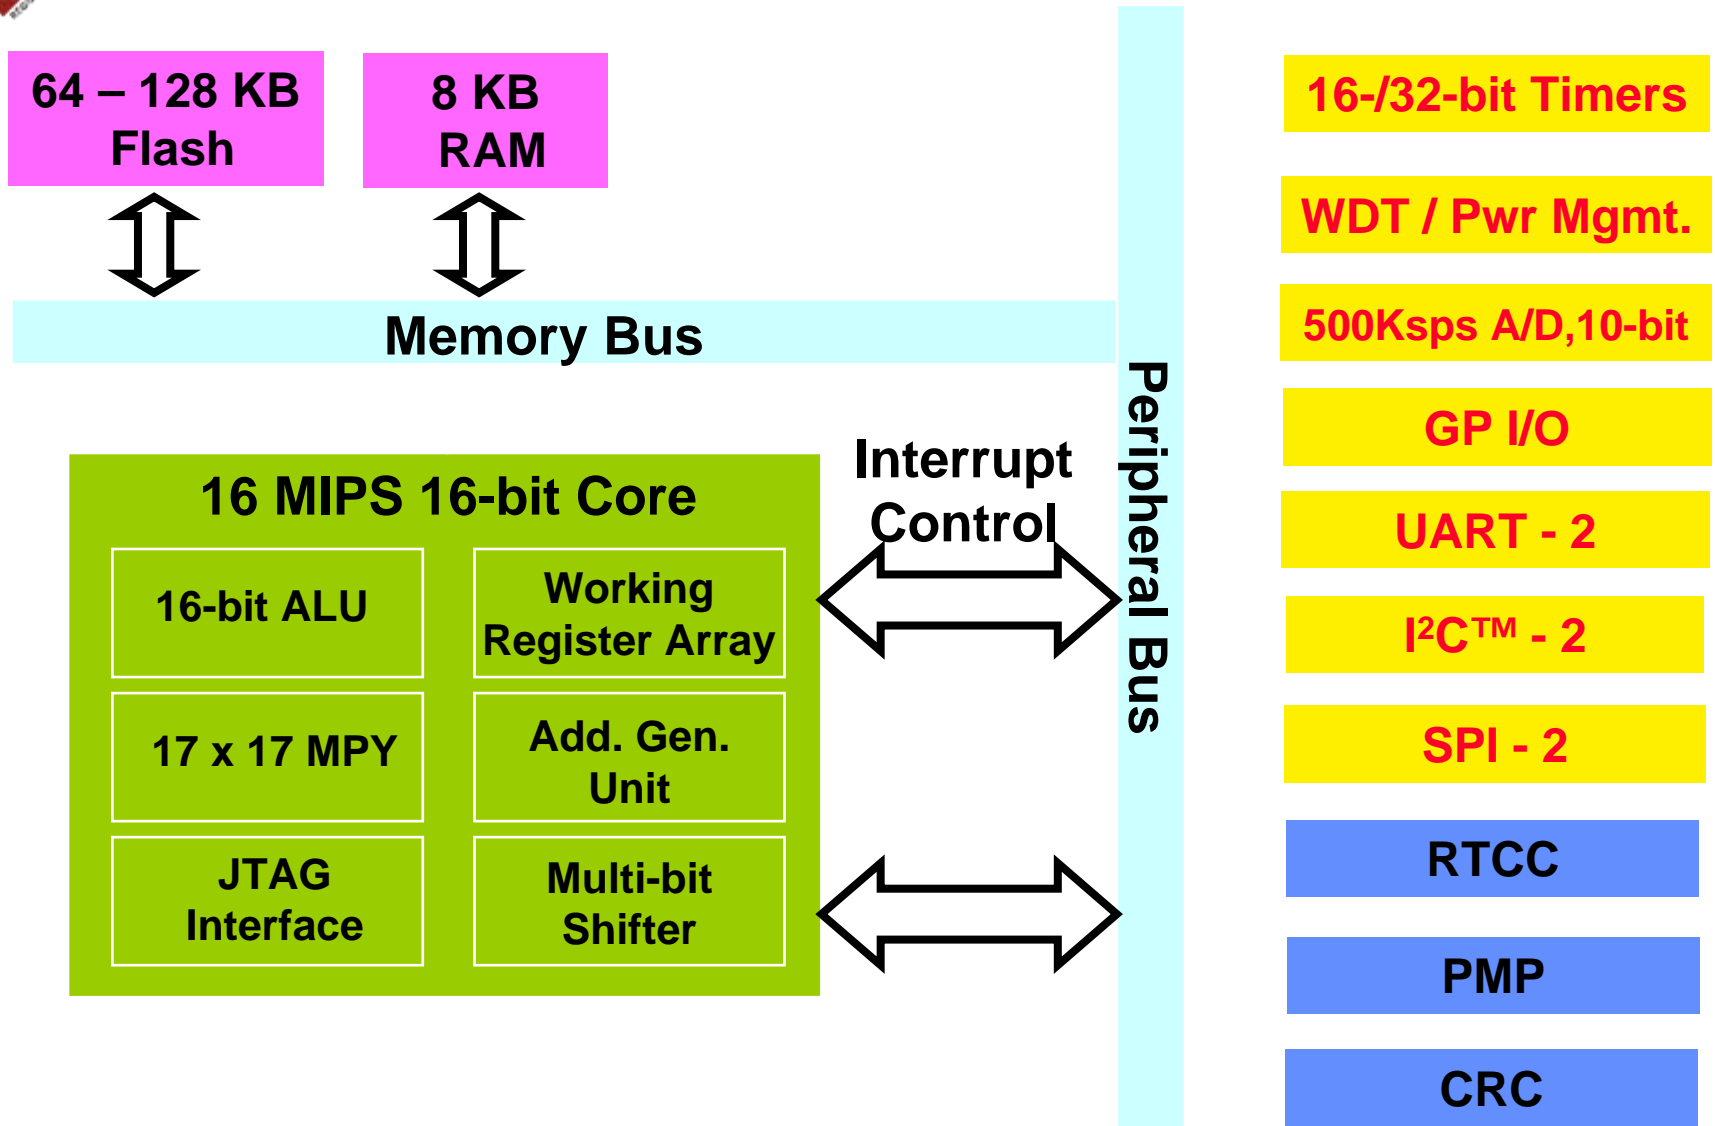 64 – 128 KB
Flash
8 KB
RAM
Memory Bus
16 MIPS 16-bit Core
16-bit ALU
Working
Register Array
17 x 17 MPY
Add. Gen.
Unit
JTAG
Interface
Multi-bit
Shifter
Interrupt
Control
Peripheral Bus
16-/32-bit Timers
WDT / Pwr Mgmt.
500Ksps A/D,10-bit
GP I/O
UART - 2
I²C™ - 2
SPI - 2
RTCC
PMP
CRC